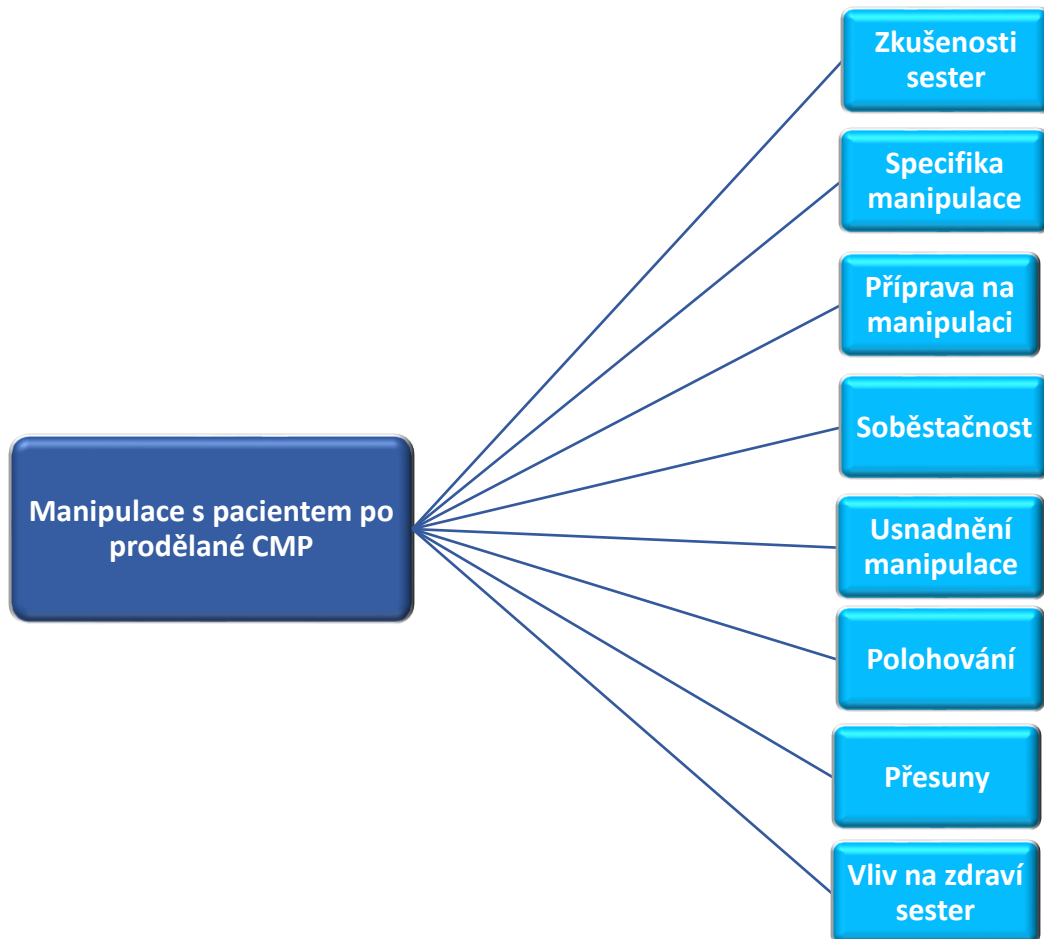 Zkušenosti
sester
Specifika
manipulace
Příprava na
manipulaci
Soběstačnost
Manipulace s pacientem po
prodělané CMP
Usnadnění
manipulace
Polohování
Přesuny
Vliv na zdraví
sester